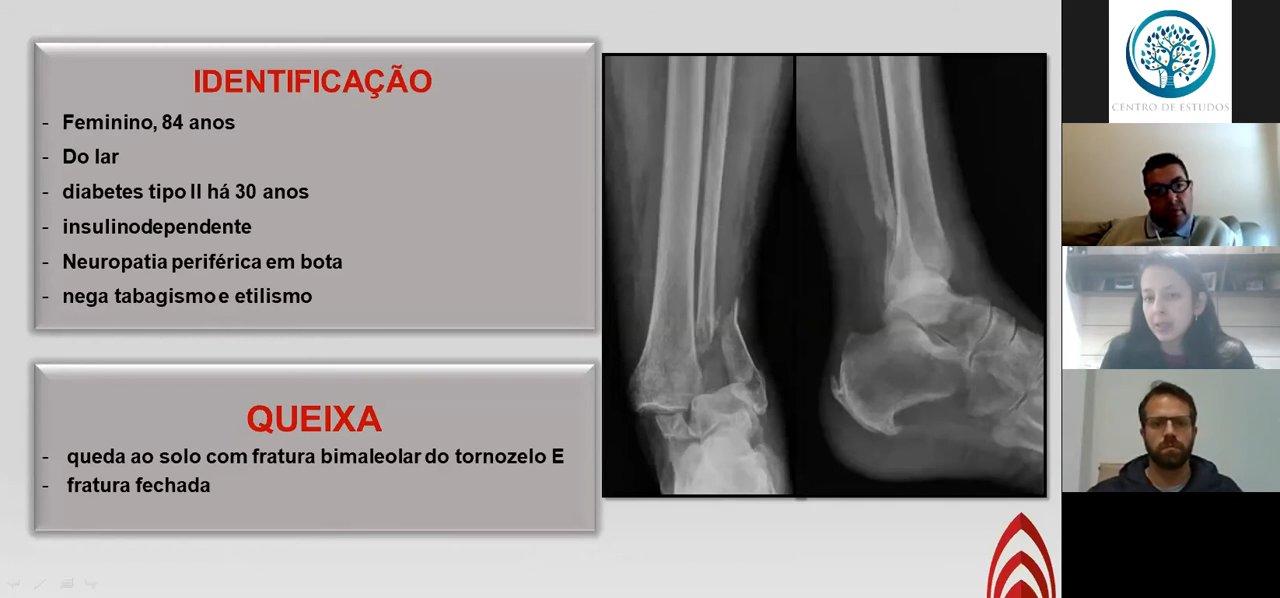 IDENTIFICAÇÃO
- Feminino, 84 anos
- Do lar
- diabetes tipo II há 30 anos
- insulinodependente
- Neuropatia periférica em bota
- nega tabagismo e etilismo
QUEIXA
- queda ao solo com fratura bimaleolar do tornozelo E
- fratura fechada
CENTRO DE ESTUDOS